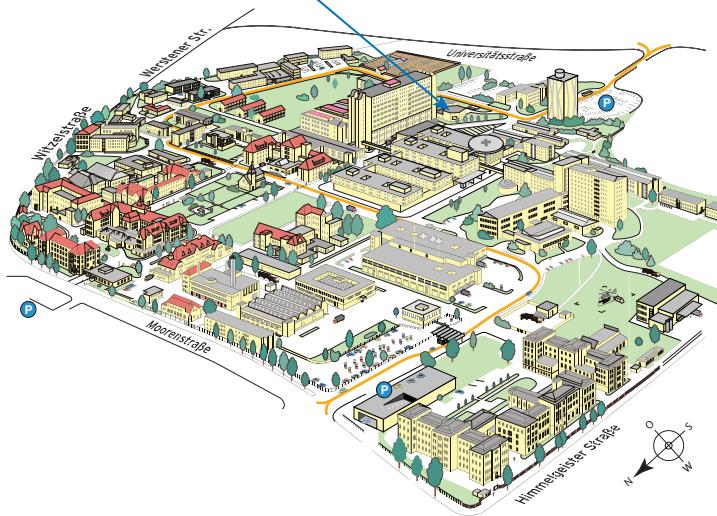 Werstener Str.
Universitätsstraße
Witzelstraße
P
P
Moorenstraße
P
Himmelgeister Straße
O
S
N
W